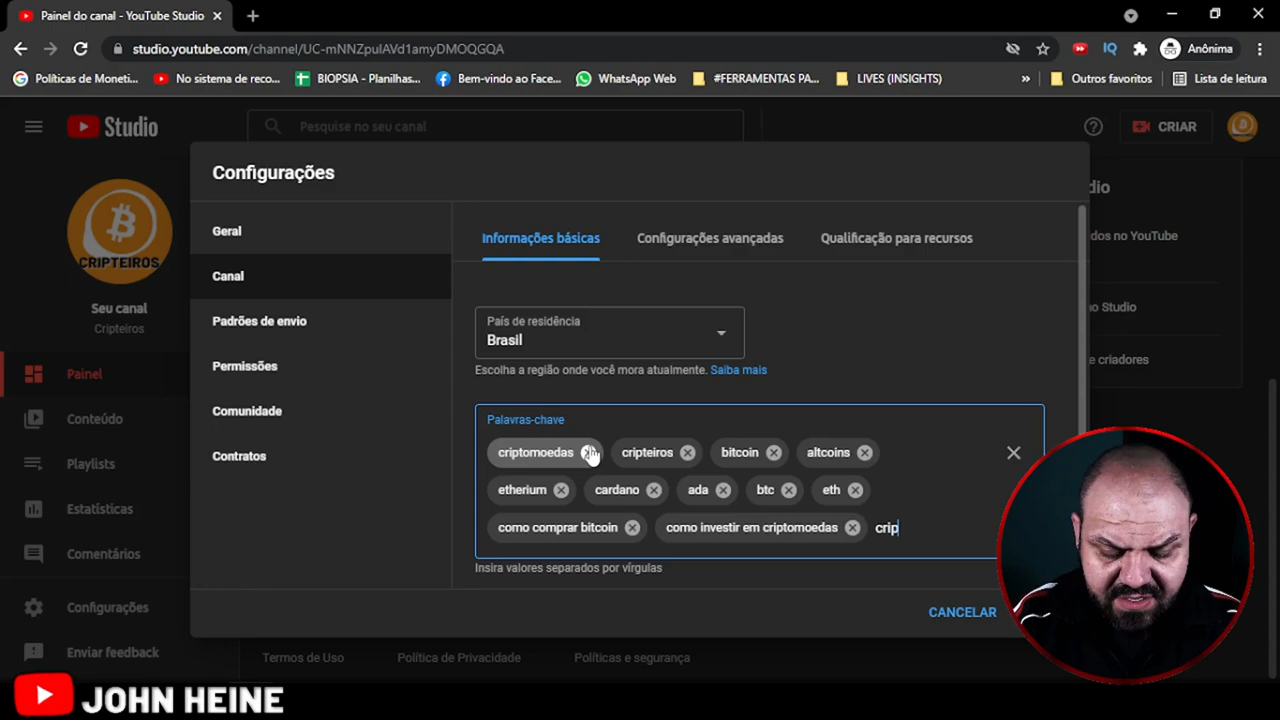 Painel do canal - YouTube Studio
studio.youtube.com/channel/UC-mNNZpulAVd1amyDMOQGQA
Anônima
Políticas de Moneti...
No sistema de reco...
BIOPSIA - Planilhas...
Bem-vindo ao Face...
WhatsApp Web
#FERRAMENTAS PA...
LIVES (INSIGHTS)
»
Outros favoritos
Lista de leitura
Studio
Pesquise no seu canal
CRIAR
Configurações
dio
CRIPTEIROS
Seu canal
Cripteiros
Painel
Conteúdo
Playlists
Estatísticas
Comentários
Configurações
Enviar feedback
Geral
Canal
Padrões de envio
Permissões
Comunidade
Contratos
Informações básicas
Configurações avançadas
Qualificação para recursos
País de residência
Brasil
Escolha a região onde você mora atualmente. Saiba mais
Palavras-chave
criptomoedas
cripteiros
bitcoin
altcoins
etherium
cardano
ada
btc
eth
como comprar bitcoin
como investir em criptomoedas
crip
Insira valores separados por vírgulas
CANCELAR
dos no YouTube
o Studio
e criadores
Termos de Uso
Política de Privacidade
Políticas e segurança
JOHN HEINE